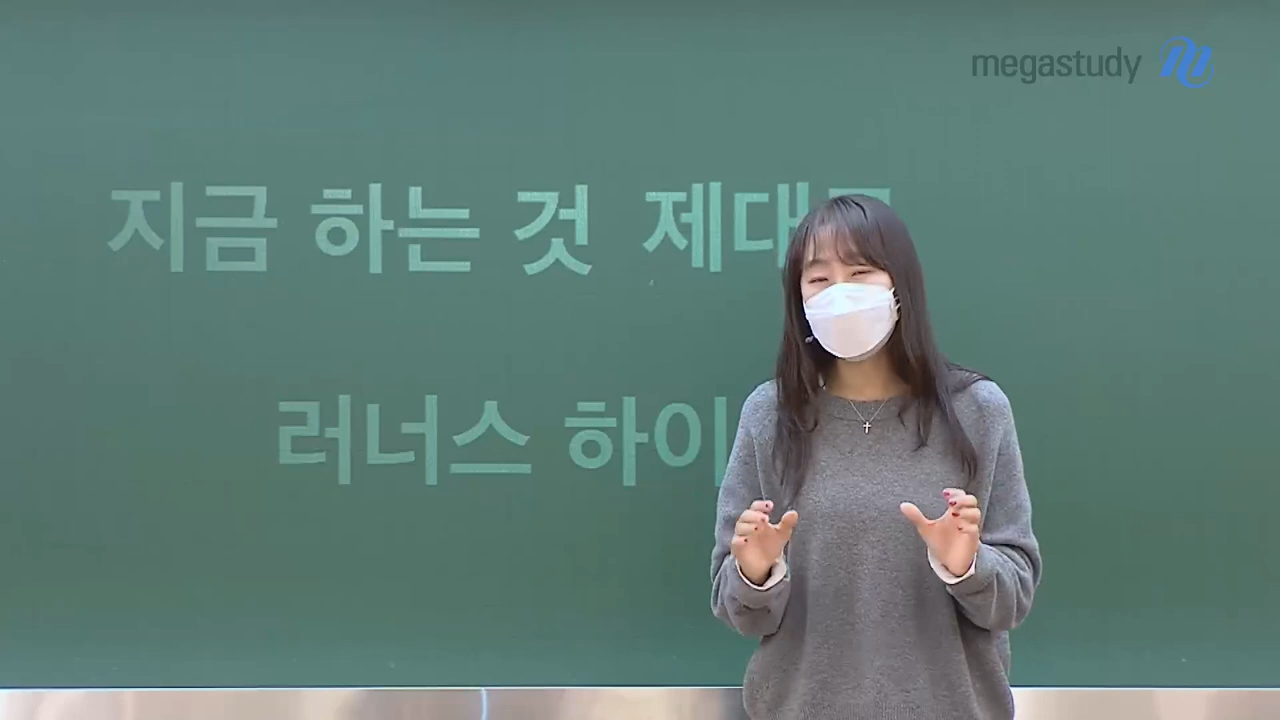 megastudy
지금 하는 것
러너스 하이